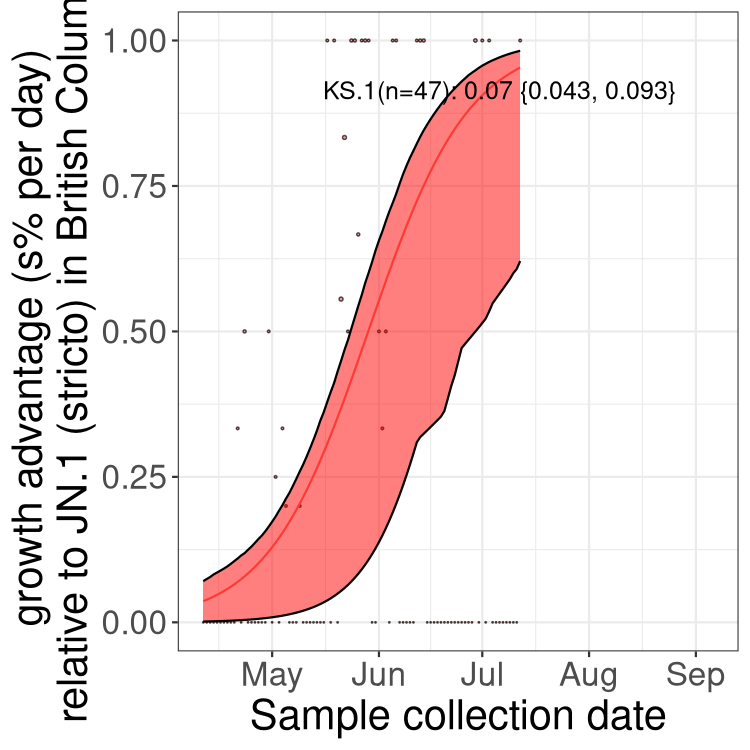 growth advantage (s% per day)
relative to JN.1 (stricto) in British Colum
1.00
0.75
0.50
0.25
0.00
KS.1(n=47): 0.07 {0.043, 0.093}
May Jun Jul Aug Sep
Sample collection date